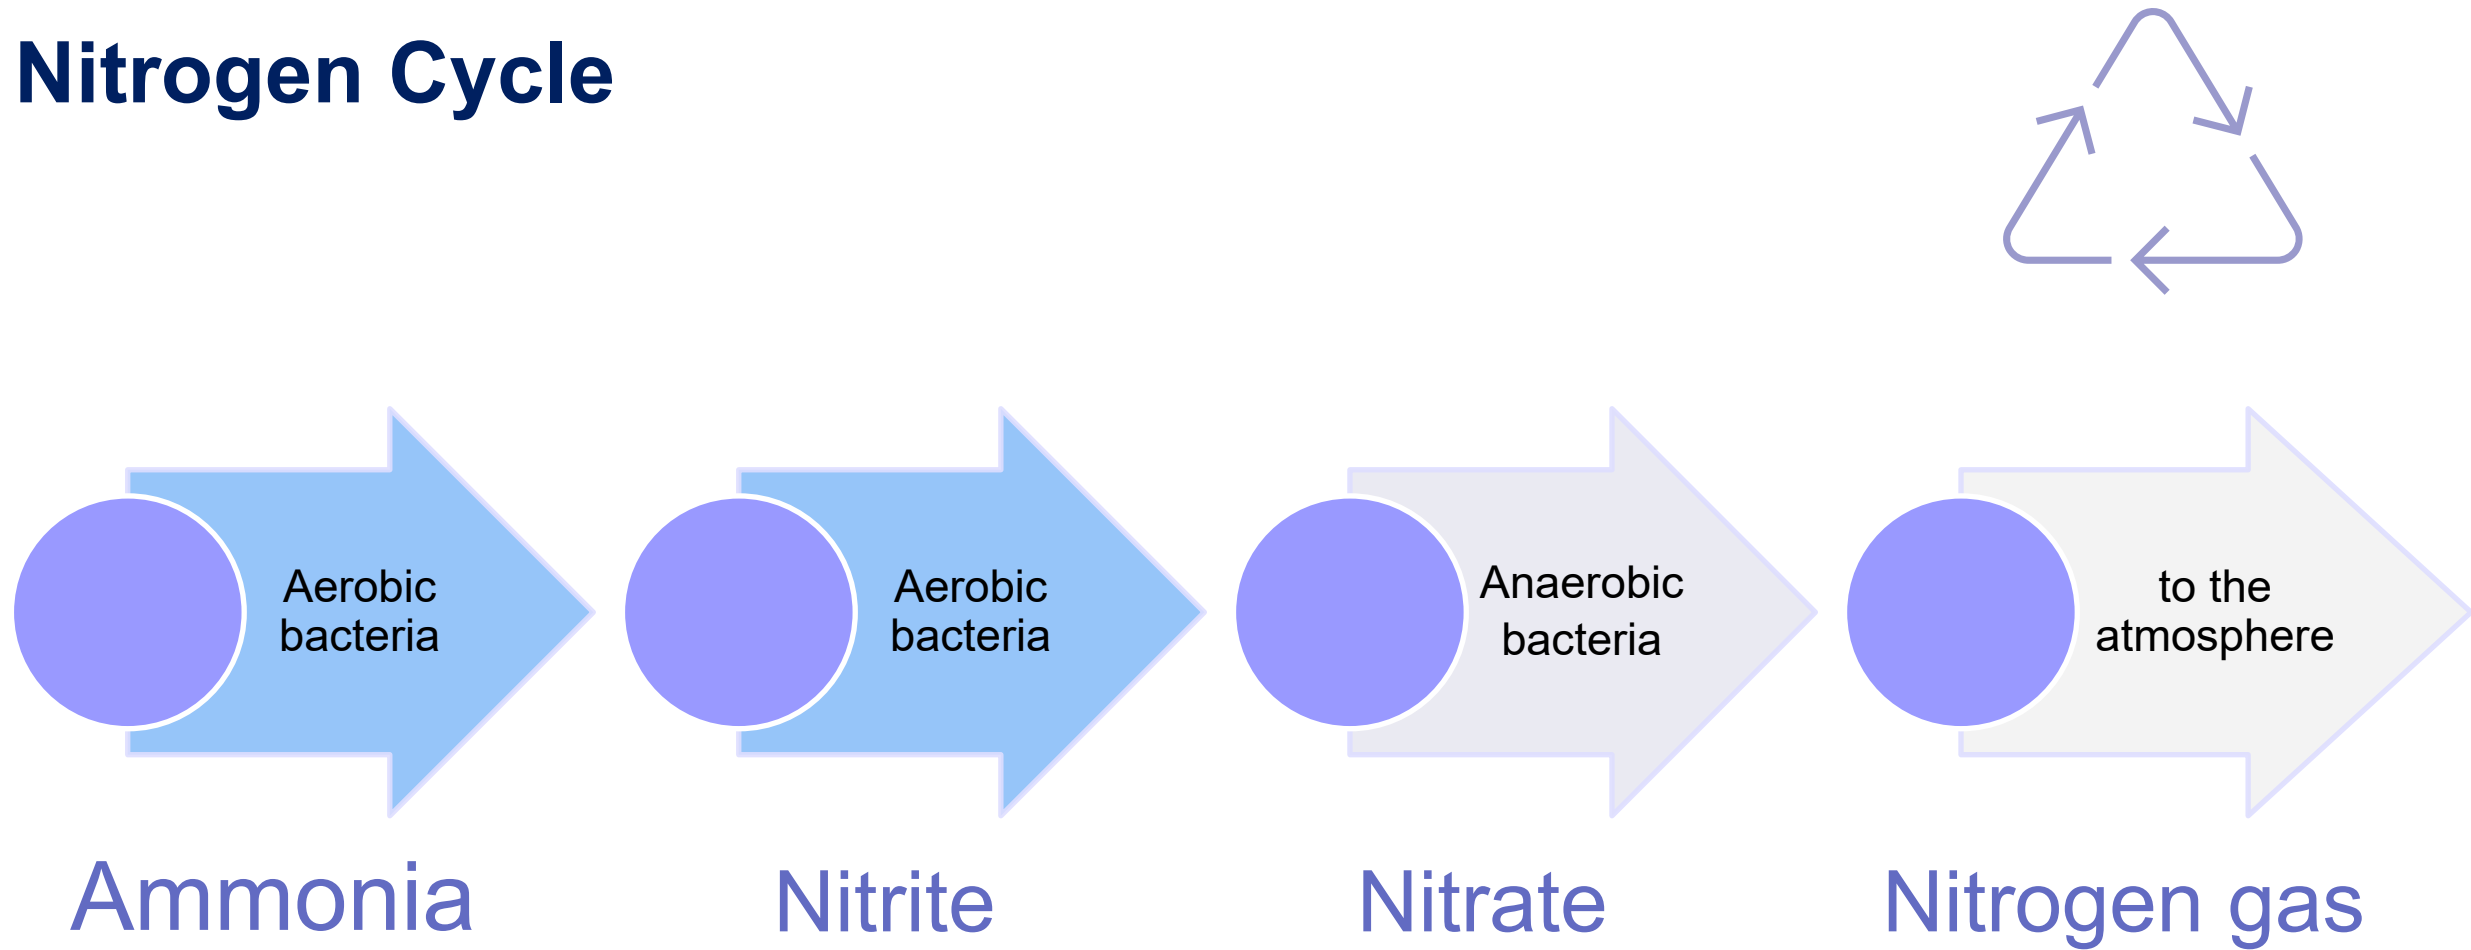 Nitrogen Cycle
Aerobic
bacteria
Aerobic
bacteria
Anaerobic
bacteria
to the
atmosphere
Ammonia
Nitrite
Nitrate
Nitrogen gas